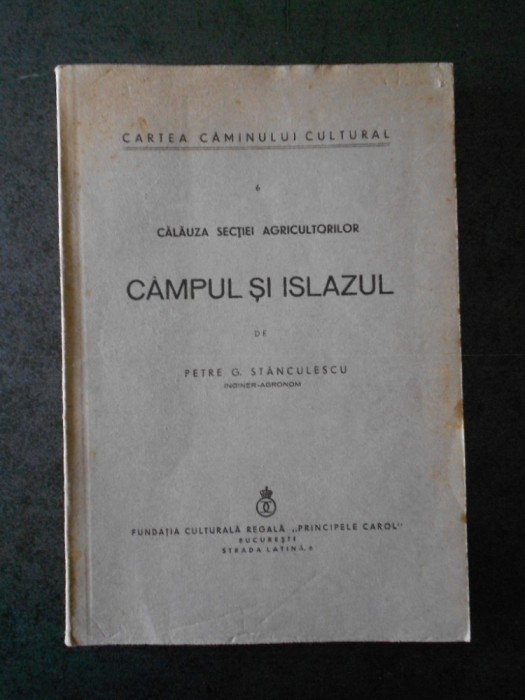 CARTEA CĂMINULUI CULTURAL
6
CĂLĂUZA SECȚIEI AGRICULTORILOR
CÂMPUL ȘI ISLAZUL
DE
PETRE G. STĂNCULESCU
INGINER-AGRONOM
FUNDAȚIA CULTURALĂ REGALĂ „PRINCIPELE CAROL"
BUCUREȘTI
STRADA LATINĂ, 8